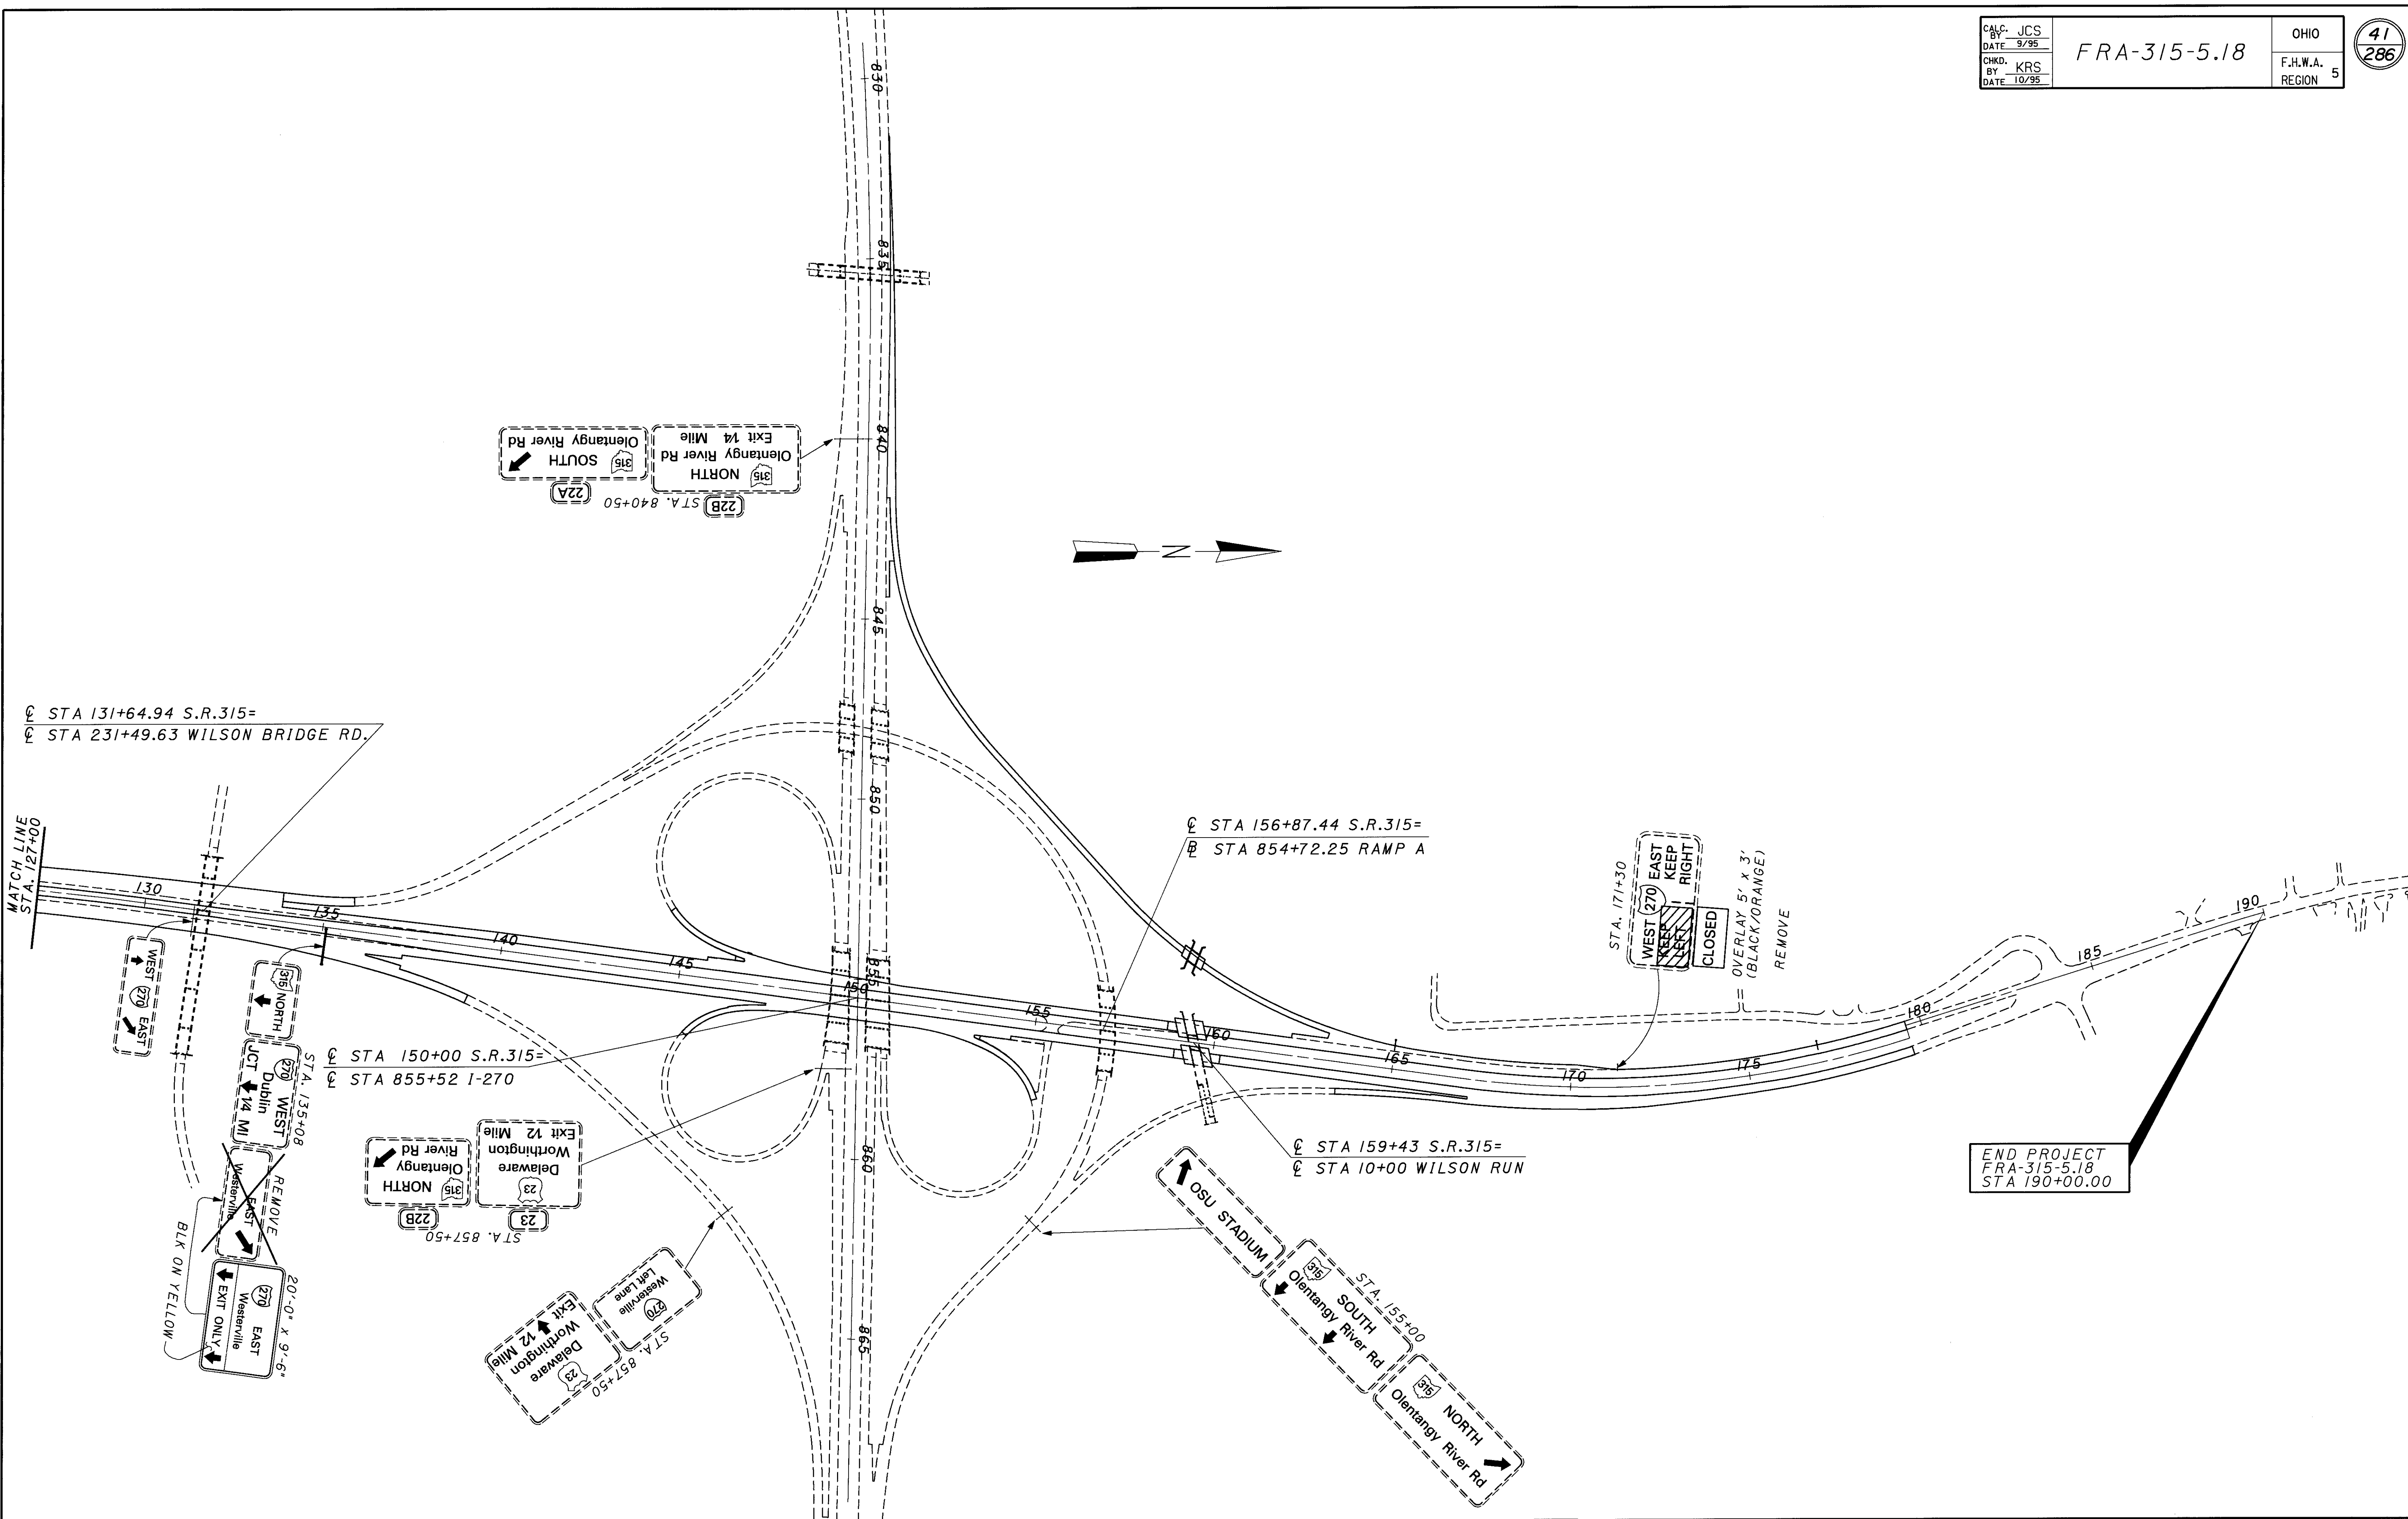 CALC. BY JCS
DATE 9/95
CHKD. BY KRS
DATE 10/95
FRA-315-5.18
OHIO
F.H.W.A. REGION 5
41
286
830
835
840
845
850
855
860
865
Olentangy River Rd
315 SOUTH
22A
Exit 1/4 Mile
Olentangy River Rd
315 NORTH
22B
STA. 840+50
N
℄ STA 131+64.94 S.R.315=
℄ STA 231+49.63 WILSON BRIDGE RD.
MATCH LINE
STA. 127+00
130
135
140
145
150
155
160
165
170
175
180
185
190
℄ STA 156+87.44 S.R.315=
B STA 854+72.25 RAMP A
STA. 171+30
WEST 270 EAST
KEEP LEFT
KEEP RIGHT
CLOSED
OVERLAY 5' x 3'
(BLACK/ORANGE)
REMOVE
WEST 270 EAST
315 NORTH
STA. 135+08
270 WEST
Dublin
JCT 1/4 MI
REMOVE
EAST
Westerville
BLK ON YELLOW
20'-0" x 9'-6"
270 EAST
Westerville
EXIT ONLY
℄ STA 150+00 S.R.315=
℄ STA 855+52 I-270
315 NORTH
Olentangy
River Rd
22B
23
Delaware
Worthington
Exit 1/2 Mile
23
STA. 857+50
270
Westerville
Left Lane
23
Delaware
Worthington
Exit 1/2 Mile
STA. 857+50
℄ STA 159+43 S.R.315=
℄ STA 10+00 WILSON RUN
OSU STADIUM
STA. 155+00
315 SOUTH
Olentangy River Rd
315 NORTH
Olentangy River Rd
END PROJECT
FRA-315-5.18
STA 190+00.00